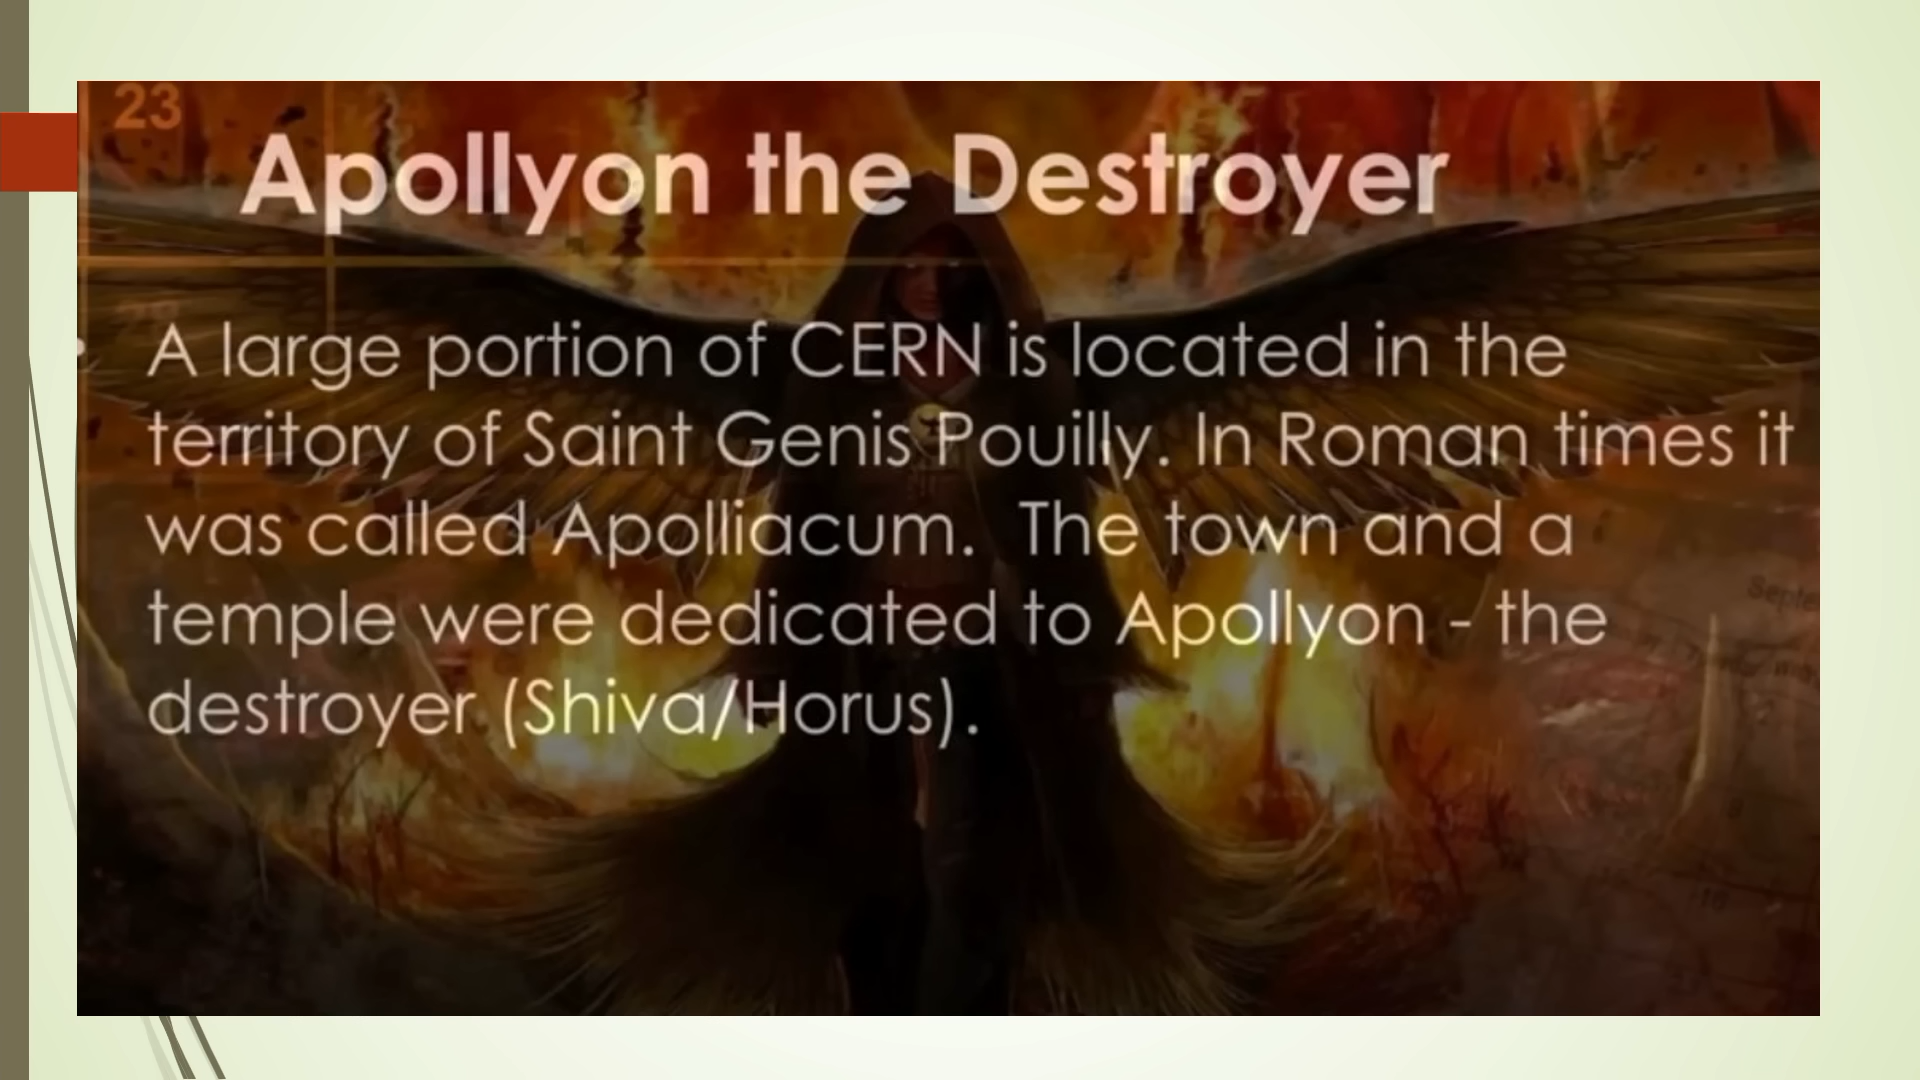 23
Apollyon the Destroyer
• A large portion of CERN is located in the
territory of Saint Genis Pouilly. In Roman times it
was called Apolliacum. The town and a
temple were dedicated to Apollyon - the
destroyer (Shiva/Horus).
Septe